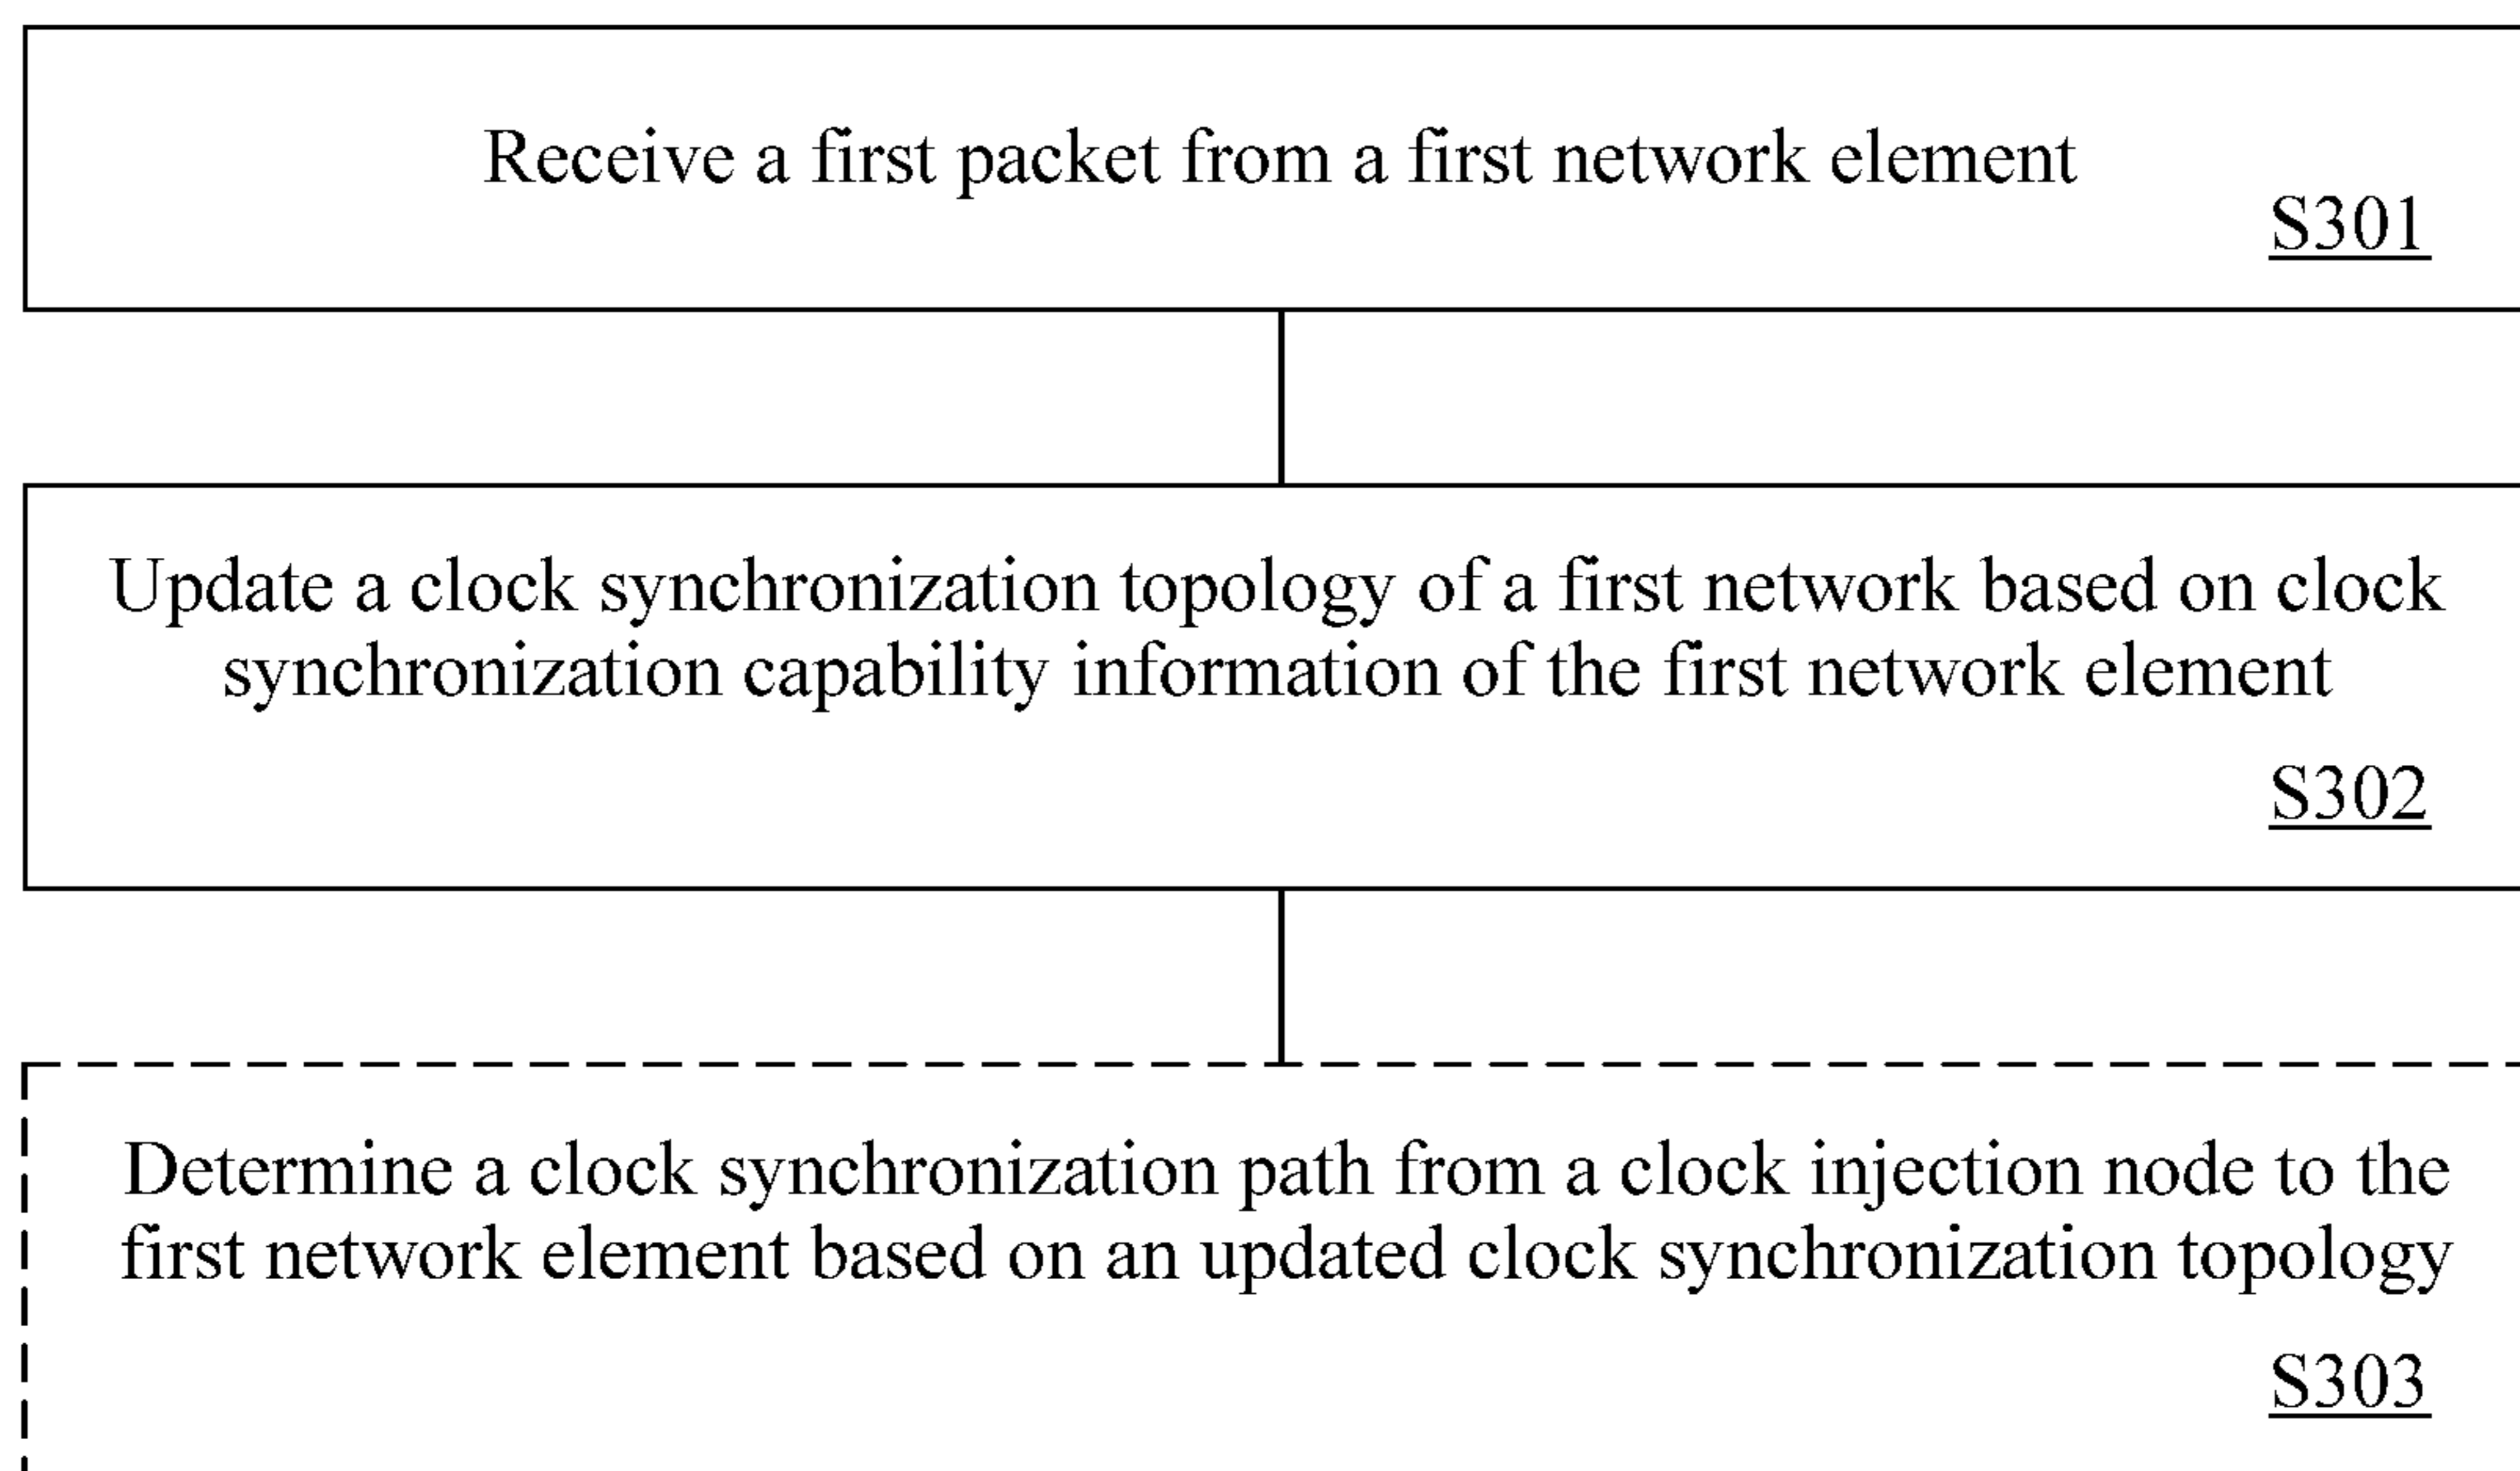 Receive a first packet from a first network element
S301
Update a clock synchronization topology of a first network based on clock
synchronization capability information of the first network element
S302
Determine a clock synchronization path from a clock injection node to the
first network element based on an updated clock synchronization topology
S303